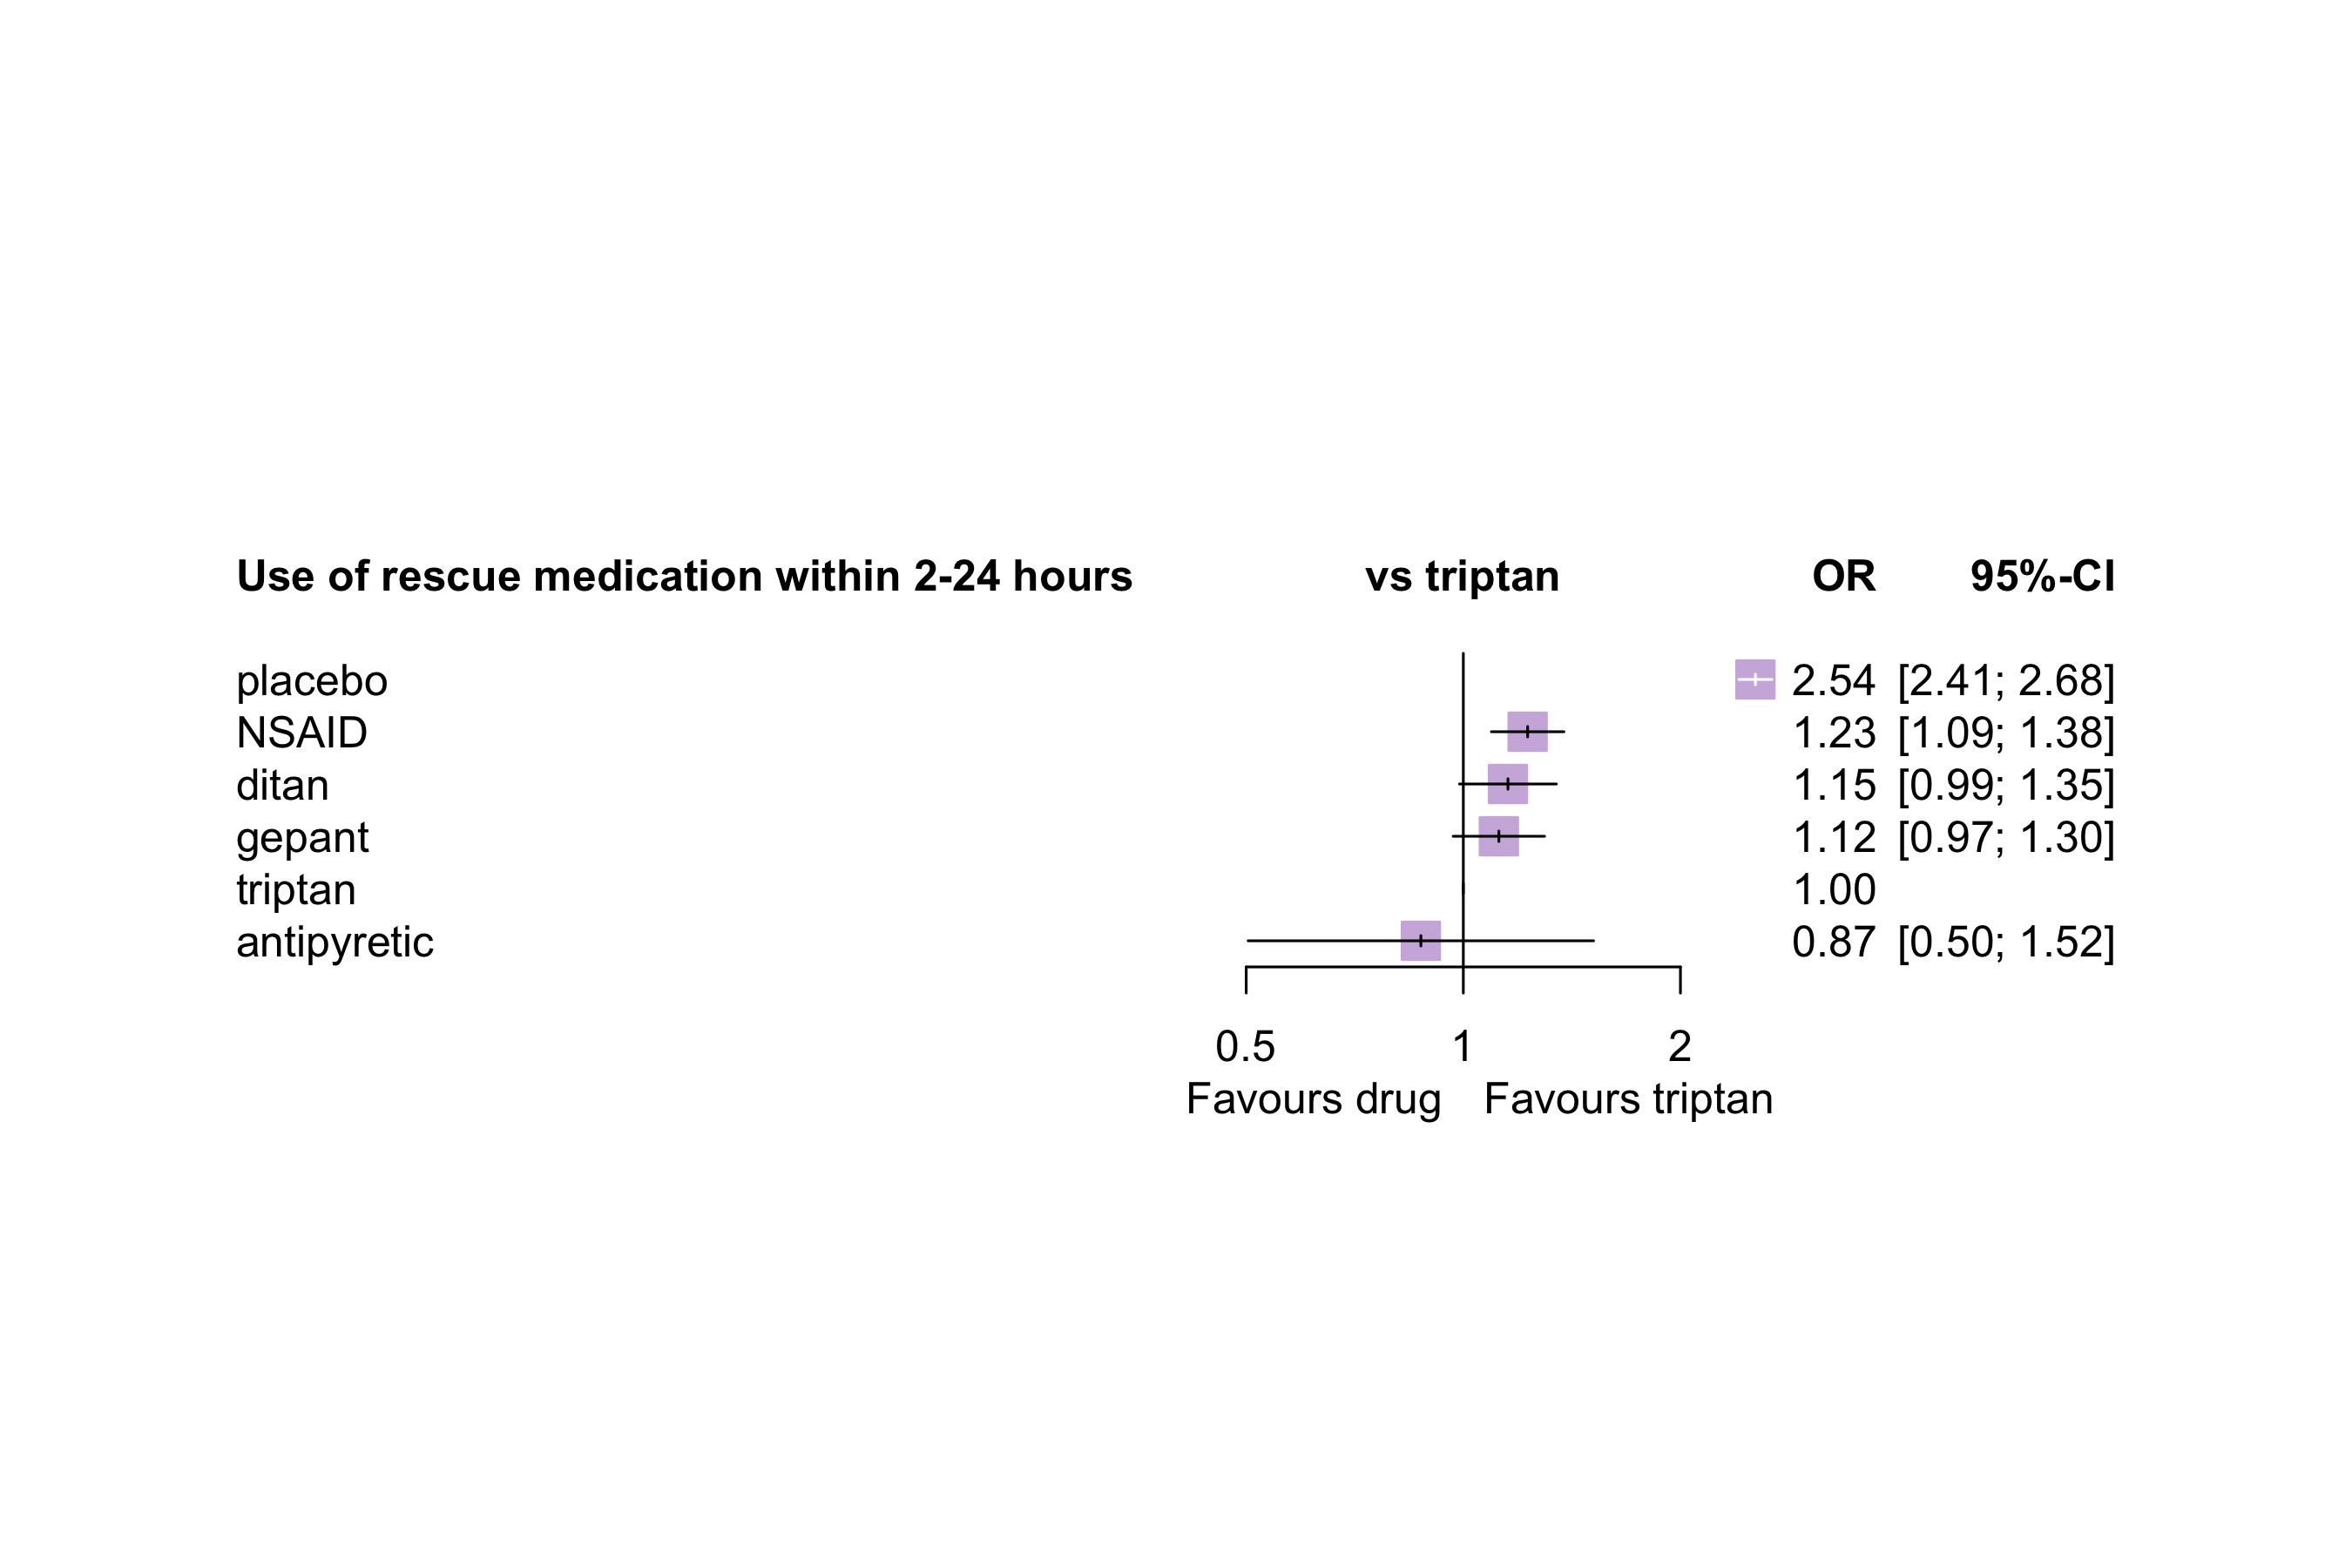 Use of rescue medication within 2-24 hours vs triptan OR 95%-CI
placebo 2.54 [2.41; 2.68]
NSAID 1.23 [1.09; 1.38]
ditan 1.15 [0.99; 1.35]
gepant 1.12 [0.97; 1.30]
triptan 1.00
antipyretic 0.87 [0.50; 1.52]
0.5 1 2
Favours drug Favours triptan